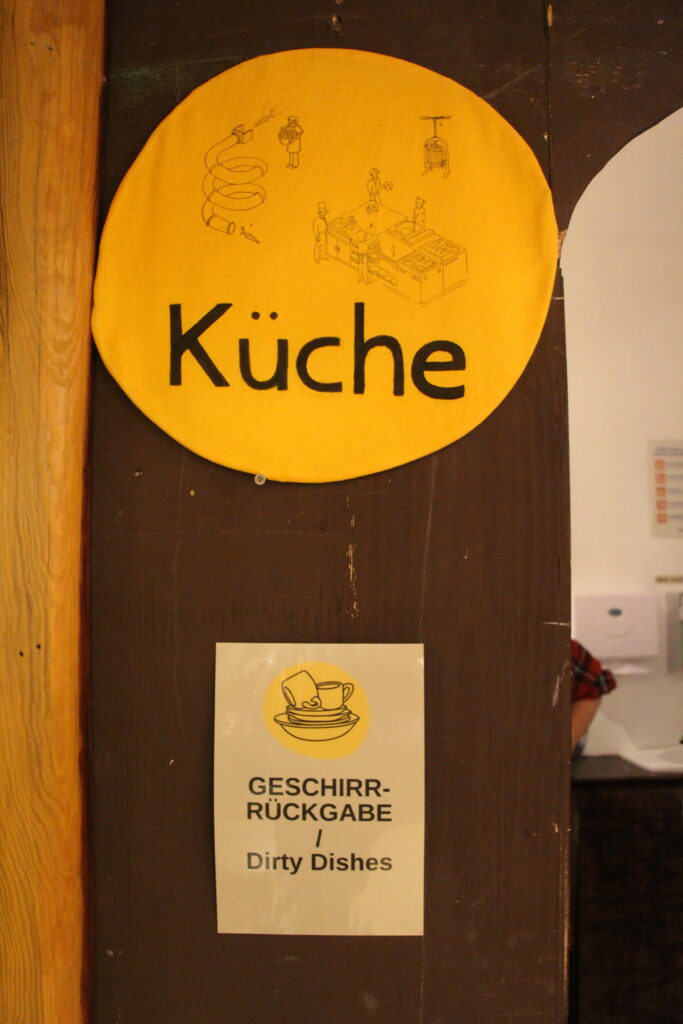 Küche
GESCHIRR-
RÜCKGABE
/
Dirty Dishes